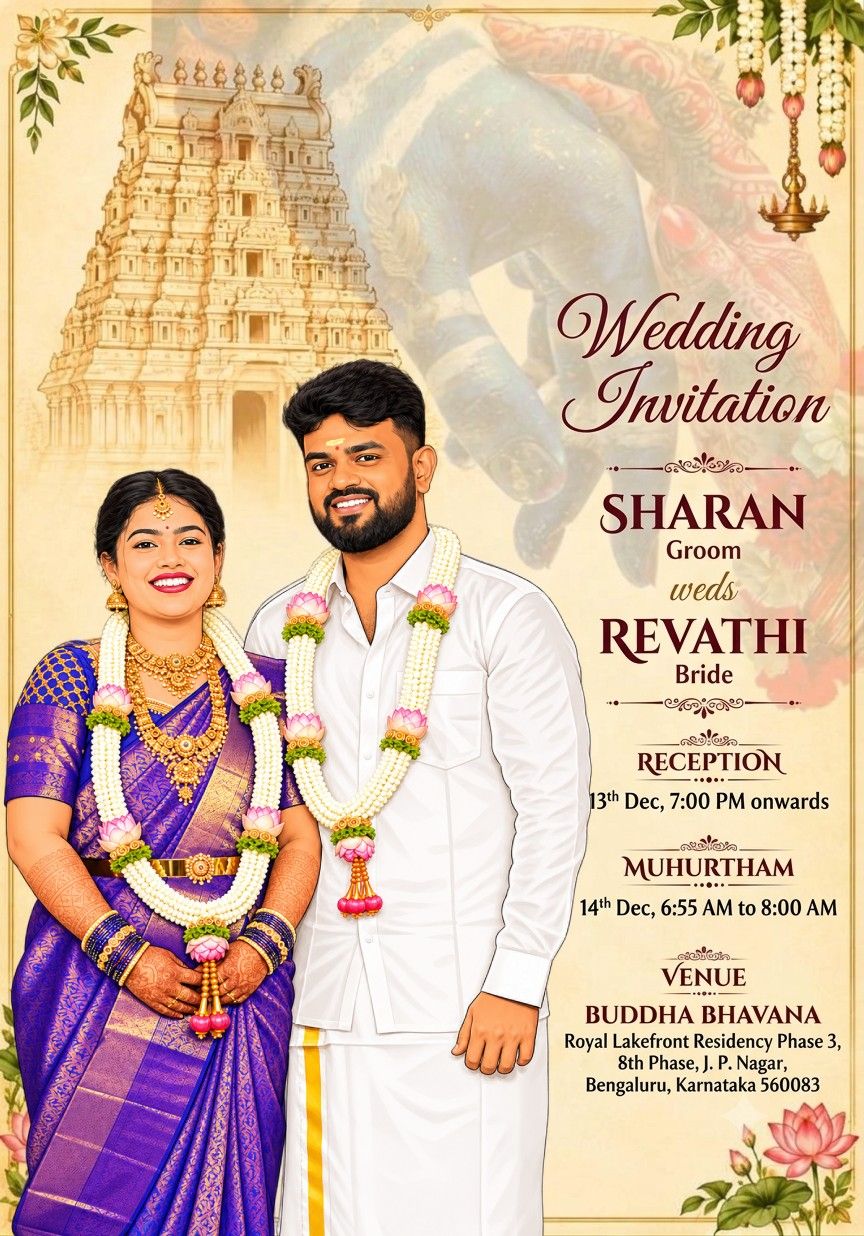 Wedding
Invitation
SHARAN
Groom
weds
REVATHI
Bride
RECEPTION
13th Dec, 7:00 PM onwards
MUHURTHAM
14th Dec, 6:55 AM to 8:00 AM
VENUE
BUDDHA BHAVANA
Royal Lakefront Residency Phase 3,
8th Phase, J. P. Nagar,
Bengaluru, Karnataka 560083